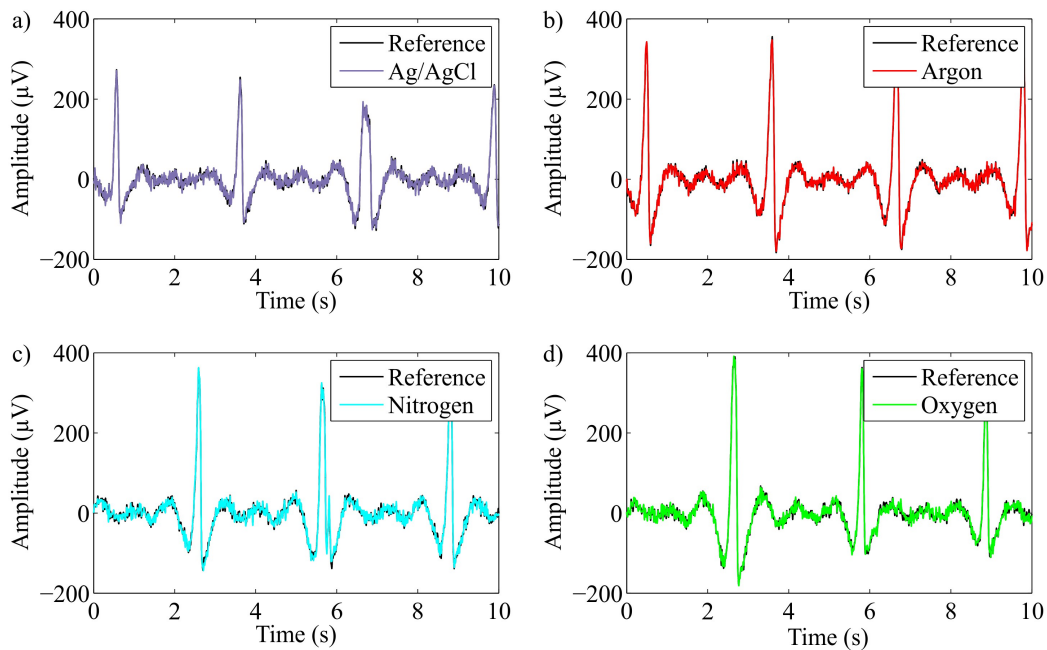 a)
400
200
0
−200
Amplitude (µV)
Reference
Ag/AgCl
0 2 4 6 8 10
Time (s)
b)
400
200
0
−200
Amplitude (µV)
Reference
Argon
0 2 4 6 8 10
Time (s)
c)
400
200
0
−200
Amplitude (µV)
Reference
Nitrogen
0 2 4 6 8 10
Time (s)
d)
400
200
0
−200
Amplitude (µV)
Reference
Oxygen
0 2 4 6 8 10
Time (s)